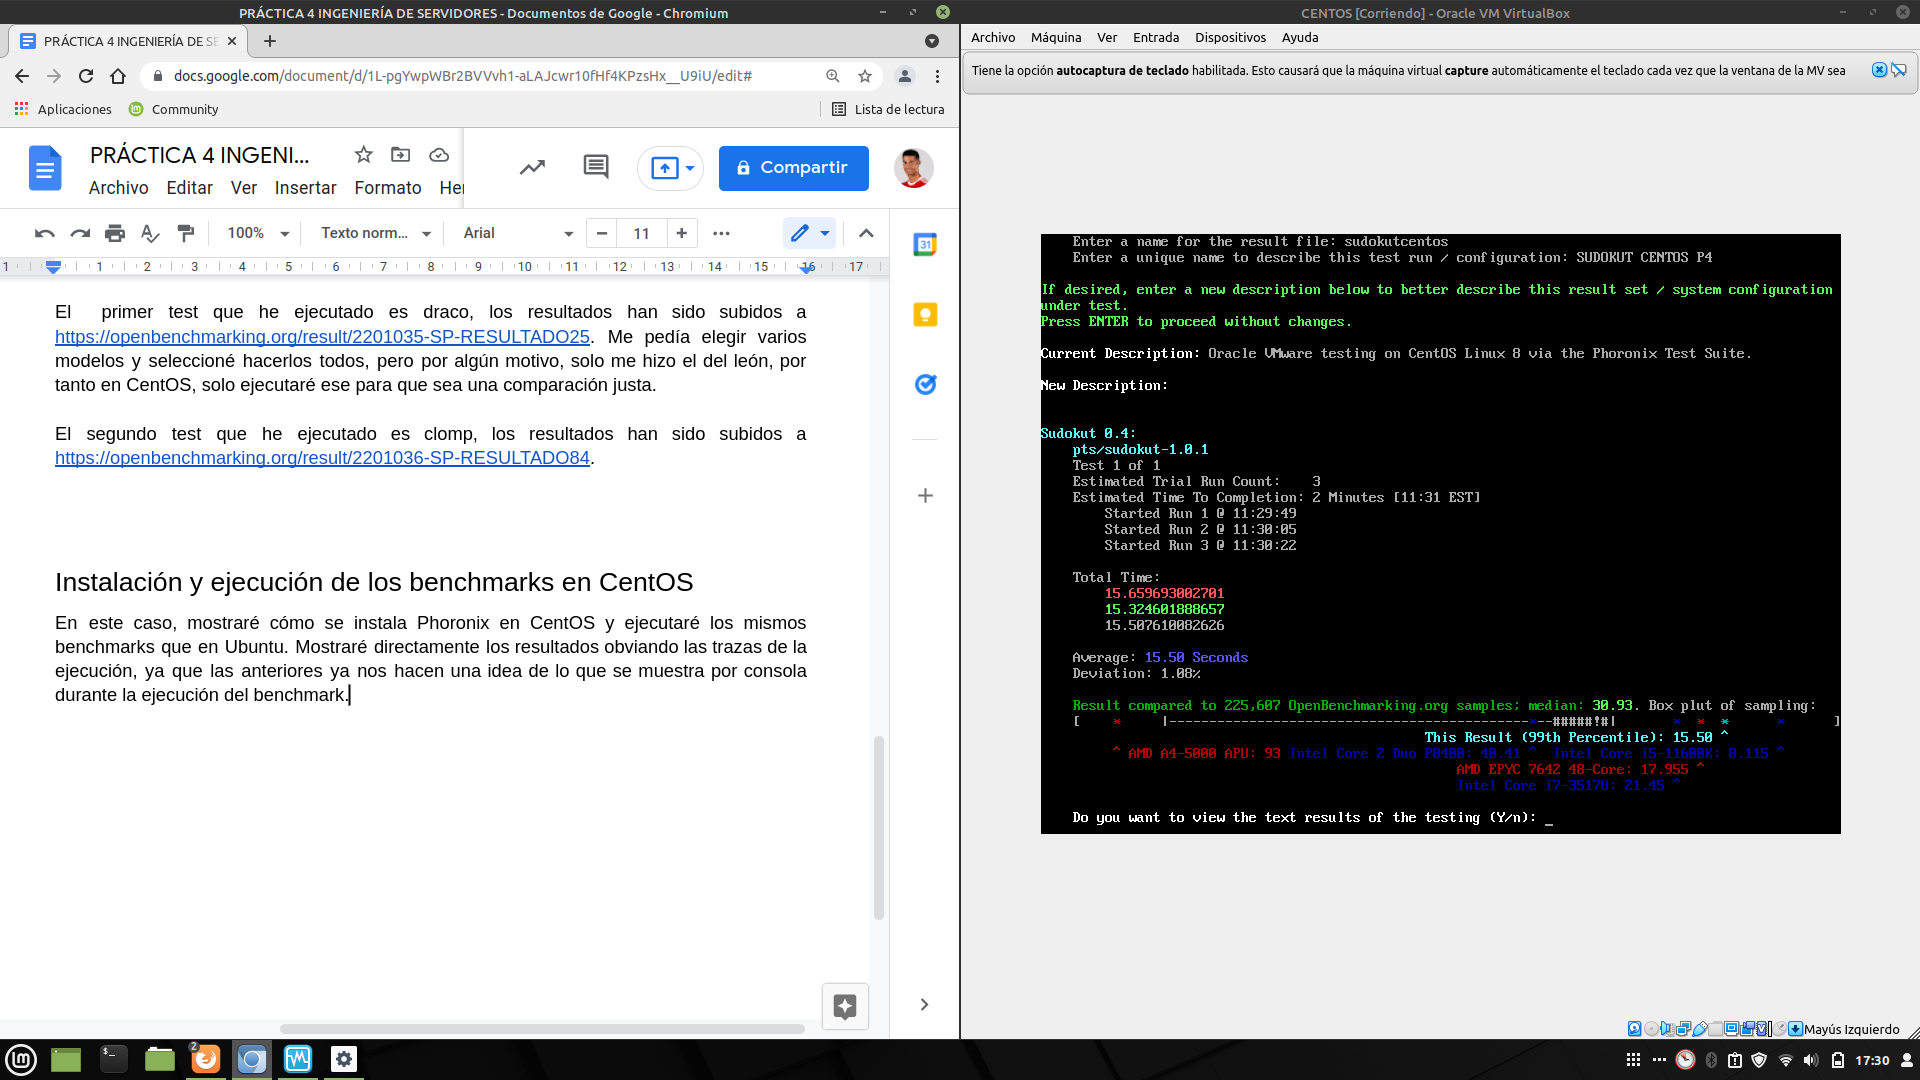 PRÁCTICA 4 INGENIERÍA DE SERVIDORES - Documentos de Google - Chromium
PRÁCTICA 4 INGENIERÍA DE SE
docs.google.com/document/d/1L-pgYwpWBr2BVVvh1-aLAJcwr10fHf4KPzsHx__U9iU/edit#
Aplicaciones
Community
Lista de lectura
PRÁCTICA 4 INGENI...
Archivo Editar Ver Insertar Formato Her
Compartir
100% Texto norm... Arial 11
1 1 2 3 4 5 6 7 8 9 10 11 12 13 14 15 16 17
31
El primer test que he ejecutado es draco, los resultados han sido subidos a
https://openbenchmarking.org/result/2201035-SP-RESULTADO25. Me pedía elegir varios
modelos y seleccioné hacerlos todos, pero por algún motivo, solo me hizo el del león, por
tanto en CentOS, solo ejecutaré ese para que sea una comparación justa.
El segundo test que he ejecutado es clomp, los resultados han sido subidos a
https://openbenchmarking.org/result/2201036-SP-RESULTADO84.
Instalación y ejecución de los benchmarks en CentOS
En este caso, mostraré cómo se instala Phoronix en CentOS y ejecutaré los mismos
benchmarks que en Ubuntu. Mostraré directamente los resultados obviando las trazas de la
ejecución, ya que las anteriores ya nos hacen una idea de lo que se muestra por consola
durante la ejecución del benchmark.
CENTOS [Corriendo] - Oracle VM VirtualBox
Archivo Máquina Ver Entrada Dispositivos Ayuda
Tiene la opción autocaptura de teclado habilitada. Esto causará que la máquina virtual capture automáticamente el teclado cada vez que la ventana de la MV sea
Enter a name for the result file: sudokutcentos
Enter a unique name to describe this test run / configuration: SUDOKUT CENTOS P4
If desired, enter a new description below to better describe this result set / system configuration
under test.
Press ENTER to proceed without changes.
Current Description: Oracle VMware testing on CentOS Linux 8 via the Phoronix Test Suite.
New Description:
Sudokut 0.4:
pts/sudokut-1.0.1
Test 1 of 1
Estimated Trial Run Count: 3
Estimated Time To Completion: 2 Minutes [11:31 EST]
Started Run 1 @ 11:29:49
Started Run 2 @ 11:30:05
Started Run 3 @ 11:30:22
Total Time:
15.659693002701
15.324601888657
15.507610082626
Average: 15.50 Seconds
Deviation: 1.08%
Result compared to 225,607 OpenBenchmarking.org samples; median: 30.93. Box plut of sampling:
[ * |---------------------------------------------*--#####!#| * * * * ]
This Result (99th Percentile): 15.50 ^
^ AMD A4-5000 APU: 93 Intel Core 2 Duo P8400: 40.41 ^ Intel Core i5-11600K: 8.115 ^
AMD EPYC 7642 48-Core: 17.955 ^
Intel Core i7-3517U: 21.45 ^
Do you want to view the text results of the testing (Y/n): _
Mayús Izquierdo
2
17:30